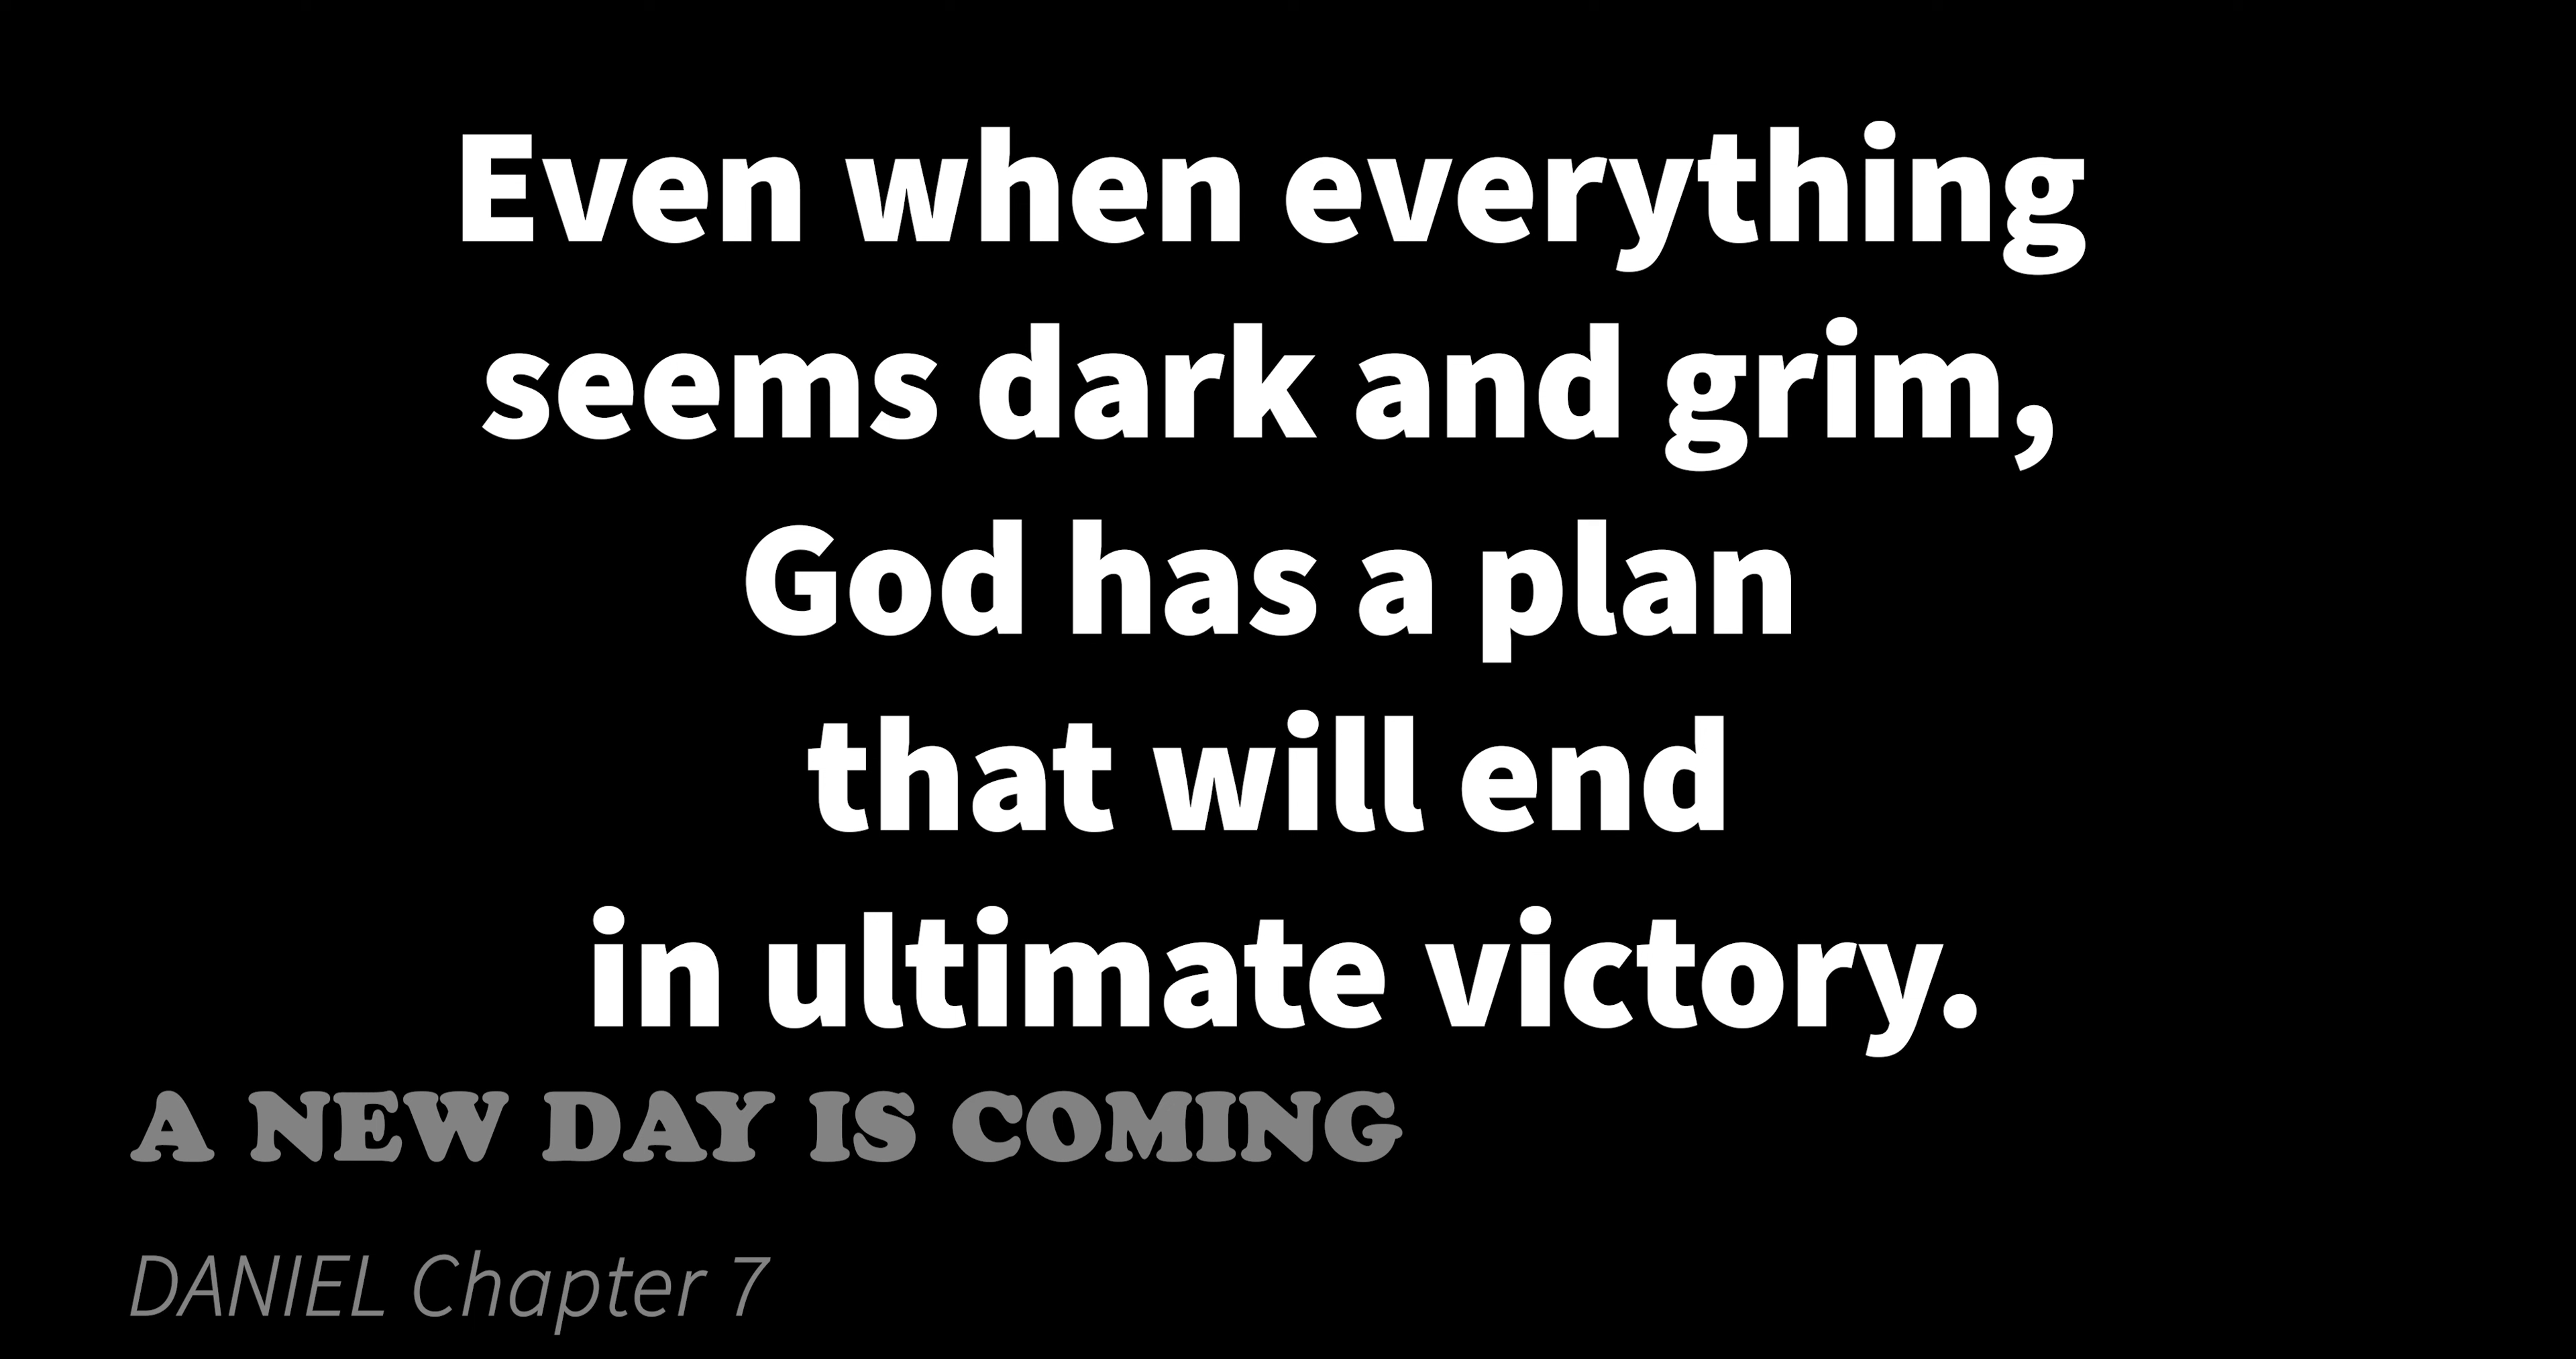 Even when everything
seems dark and grim,
God has a plan
that will end
in ultimate victory.
A NEW DAY IS COMING
DANIEL Chapter 7